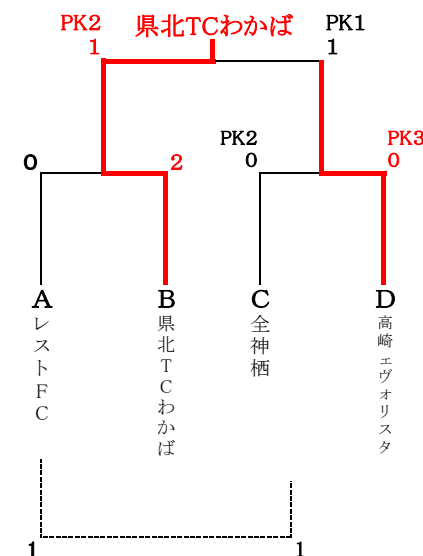 PK2 県北TCわかば PK1
1 1
PK2 PK3
0 2 0 0
A B C D
レストFC
県北TCわかば
全神栖
高崎ェヴォリスタ
1 1